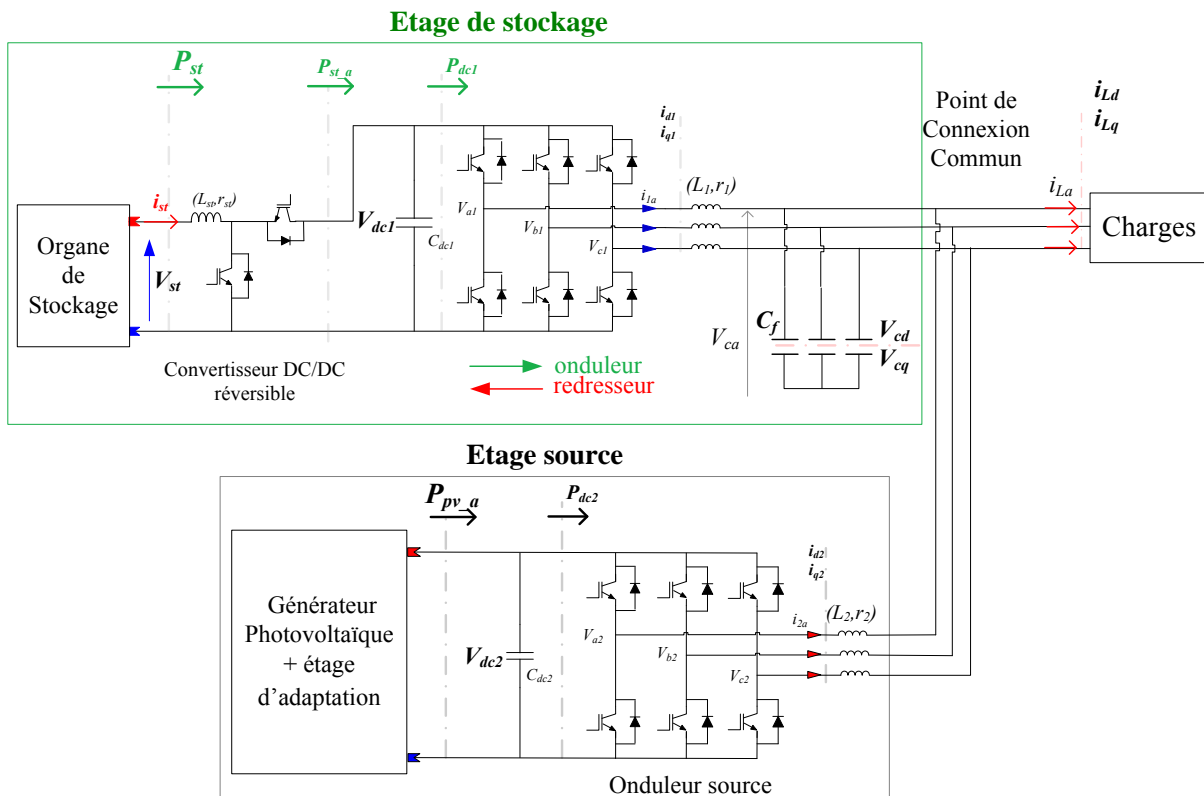 Etage de stockage
P_st
P_st_a
P_dc1
i_d1
i_q1
Point de
Connexion
Commun
i_Ld
i_Lq
i_st
(L_st,r_st)
(L_1,r_1)
i_1a
i_La
Organe
de
Stockage
V_st
V_dc1
C_dc1
V_a1
V_b1
V_c1
Charges
V_ca
C_f
V_cd
V_cq
Convertisseur DC/DC
réversible
onduleur
redresseur
Etage source
P_pv_a
P_dc2
i_d2
i_q2
Générateur
Photovoltaïque
+ étage
d’adaptation
V_dc2
C_dc2
V_a2
V_b2
V_c2
i_2a
(L_2,r_2)
Onduleur source